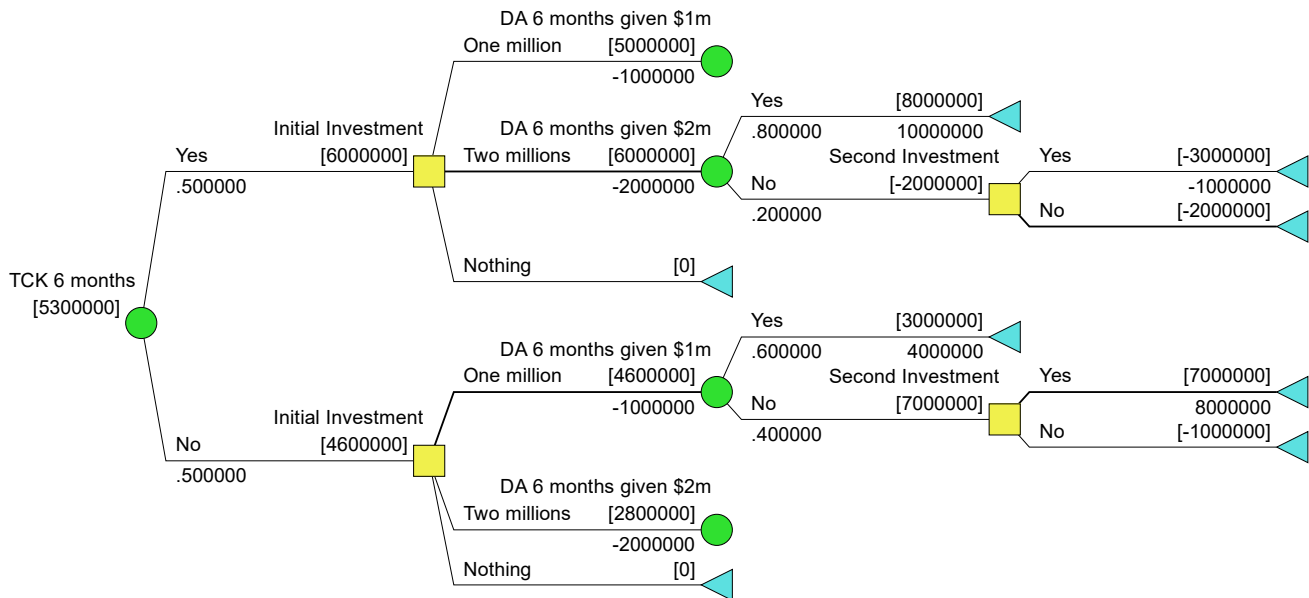 DA 6 months given $1m
One million [5000000]
-1000000
Yes [8000000]
.800000 10000000
Initial Investment
[6000000]
DA 6 months given $2m
Two millions [6000000]
-2000000
Second Investment
[-2000000]
Yes [-3000000]
-1000000
Yes
.500000
No
.200000
No [-2000000]
Nothing [0]
TCK 6 months
[5300000]
Yes [3000000]
.600000 4000000
DA 6 months given $1m
One million [4600000]
-1000000
Second Investment
[7000000]
Yes [7000000]
8000000
No
.400000
No [-1000000]
Initial Investment
[4600000]
No
.500000
DA 6 months given $2m
Two millions [2800000]
-2000000
Nothing [0]